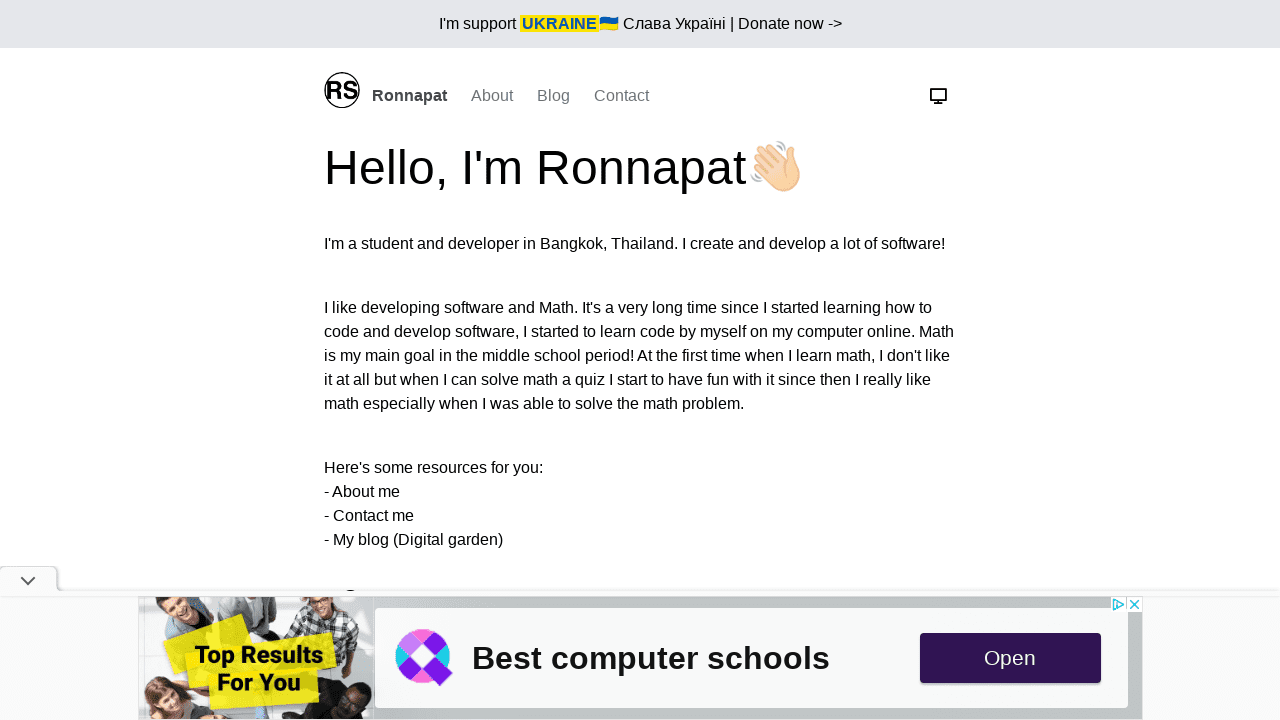 I'm support UKRAINE🇺🇦 Слава Україні | Donate now ->
RS Ronnapat About Blog Contact
Hello, I'm Ronnapat👋🏻
I'm a student and developer in Bangkok, Thailand. I create and develop a lot of software!
I like developing software and Math. It's a very long time since I started learning how to
code and develop software, I started to learn code by myself on my computer online. Math
is my main goal in the middle school period! At the first time when I learn math, I don't like
it at all but when I can solve math a quiz I start to have fun with it since then I really like
math especially when I was able to solve the math problem.
Here's some resources for you:
- About me
- Contact me
- My blog (Digital garden)
Top Results
For You
Best computer schools
Open